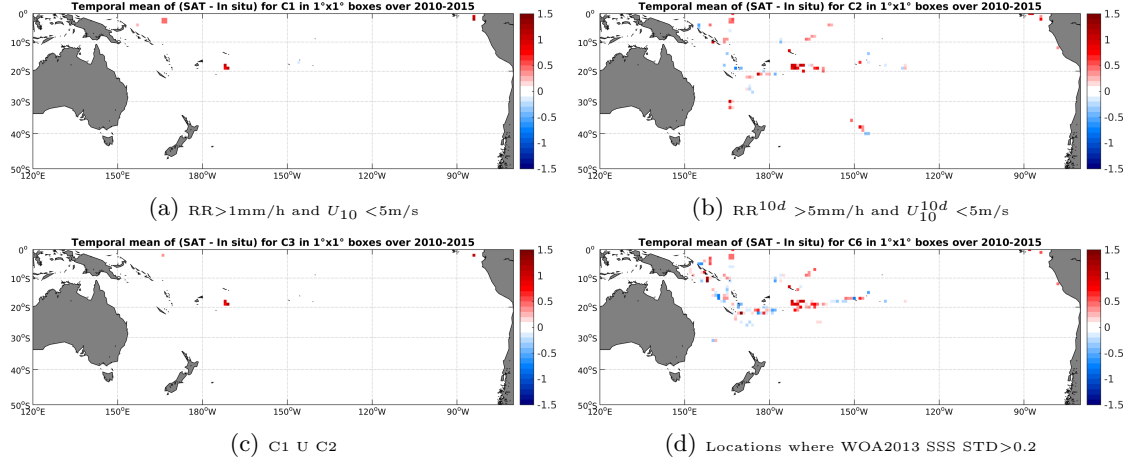 Temporal mean of (SAT - In situ) for C1 in 1°x1° boxes over 2010-2015
0°
10°S
20°S
30°S
40°S
50°S
120°E
150°E
180°W
150°W
120°W
90°W
1.5
1
0.5
0
-0.5
-1
-1.5
(a) RR>1mm/h and U10 <5m/s
Temporal mean of (SAT - In situ) for C2 in 1°x1° boxes over 2010-2015
0°
10°S
20°S
30°S
40°S
50°S
120°E
150°E
180°W
150°W
120°W
90°W
1.5
1
0.5
0
-0.5
-1
-1.5
(b) RR^10d >5mm/h and U10^10d <5m/s
Temporal mean of (SAT - In situ) for C3 in 1°x1° boxes over 2010-2015
0°
10°S
20°S
30°S
40°S
50°S
120°E
150°E
180°W
150°W
120°W
90°W
1.5
1
0.5
0
-0.5
-1
-1.5
(c) C1 U C2
Temporal mean of (SAT - In situ) for C6 in 1°x1° boxes over 2010-2015
0°
10°S
20°S
30°S
40°S
50°S
120°E
150°E
180°W
150°W
120°W
90°W
1.5
1
0.5
0
-0.5
-1
-1.5
(d) Locations where WOA2013 SSS STD>0.2